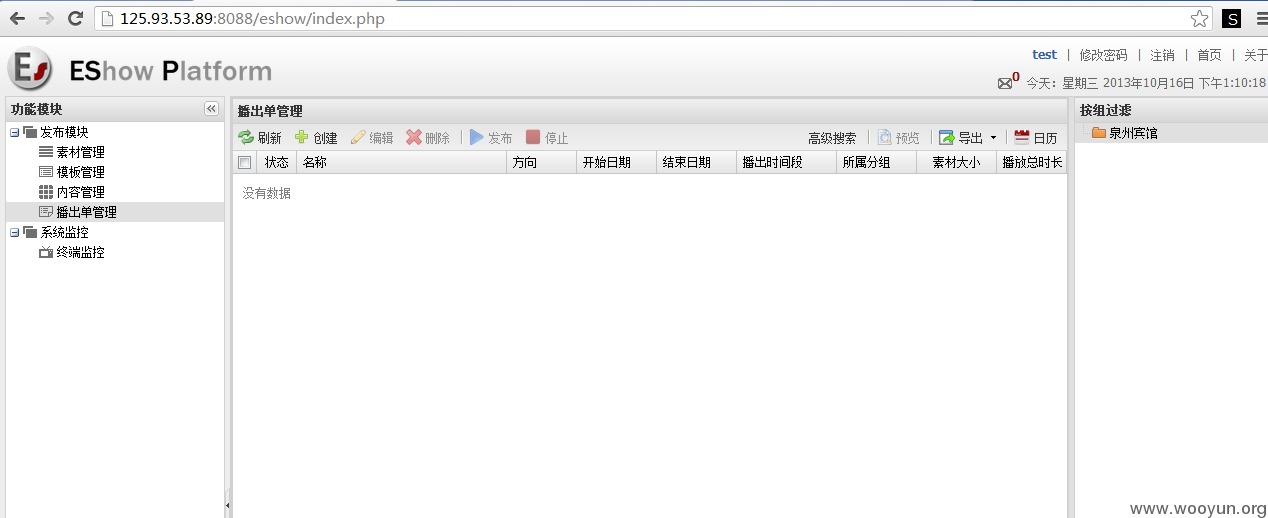 125.93.53.89:8088/eshow/index.php
S
Es EShow Platform
test | 修改密码 | 注销 | 首页 | 关于
0 今天：星期三 2013年10月16日 下午1:10:18
功能模块
发布模块
素材管理
模板管理
内容管理
播出单管理
系统监控
终端监控
播出单管理
刷新 创建 编辑 删除 发布 停止 高级搜索 预览 导出 日历
状态 名称 方向 开始日期 结束日期 播出时间段 所属分组 素材大小 播放总时长
没有数据
按组过滤
泉州宾馆
www.wooyun.org